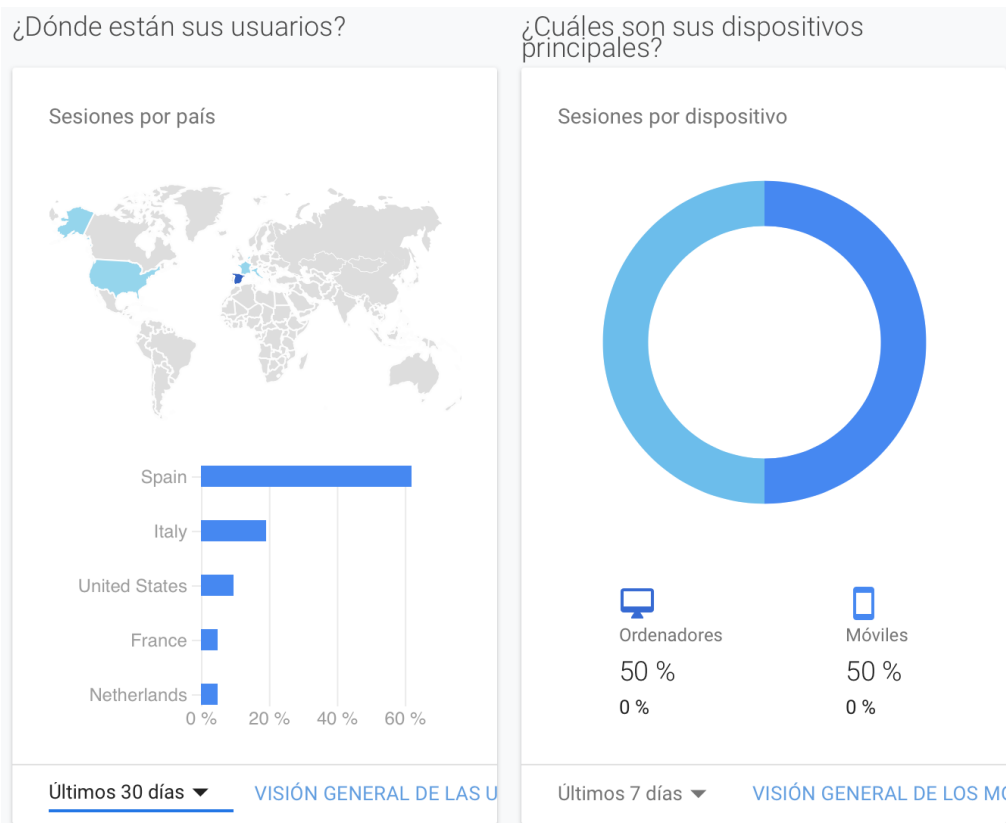 ¿Dónde están sus usuarios?
Sesiones por país
Spain
Italy
United States
France
Netherlands
0 % 20 % 40 % 60 %
Últimos 30 días VISIÓN GENERAL DE LAS U
¿Cuáles son sus dispositivos
principales?
Sesiones por dispositivo
Ordenadores Móviles
50 % 50 %
0 % 0 %
Últimos 7 días VISIÓN GENERAL DE LOS MÓ